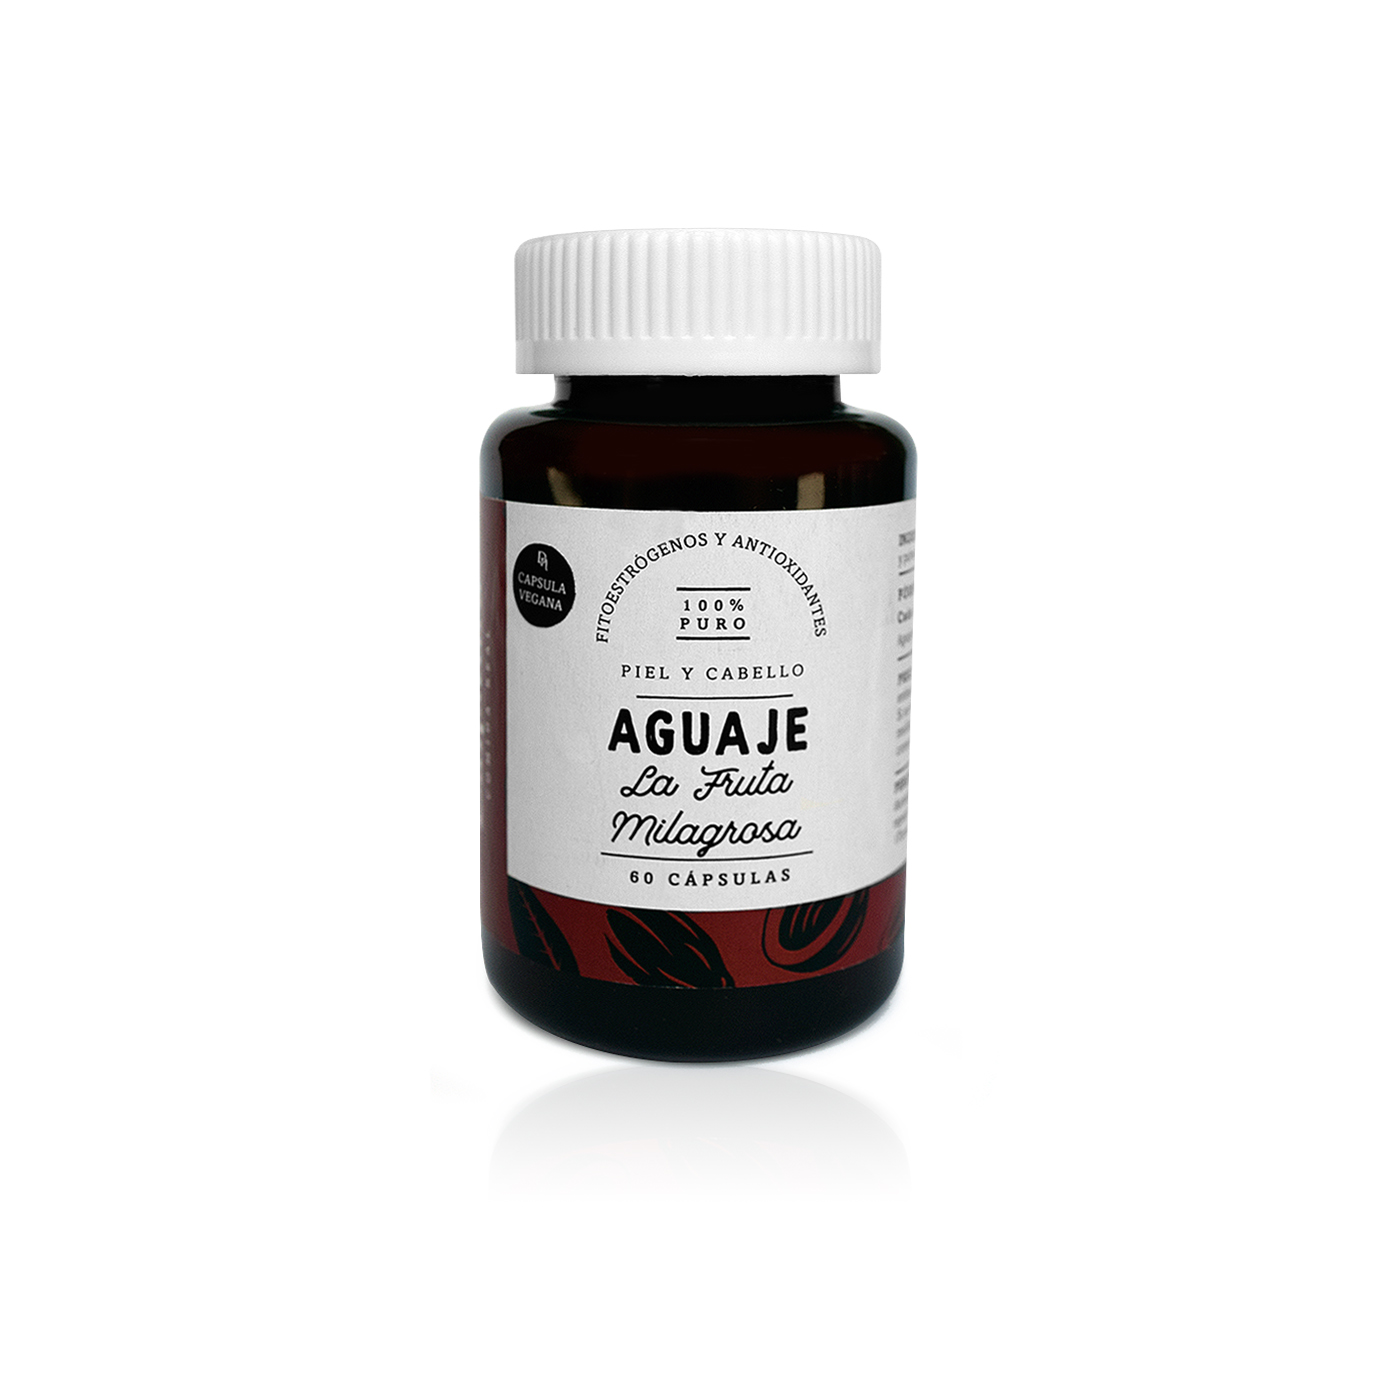 FITOESTRÓGENOS Y ANTIOXIDANTES
CAPSULA
VEGANA
100%
PURO
PIEL Y CABELLO
AGUAJE
La Fruta
Milagrosa
60 CÁPSULAS